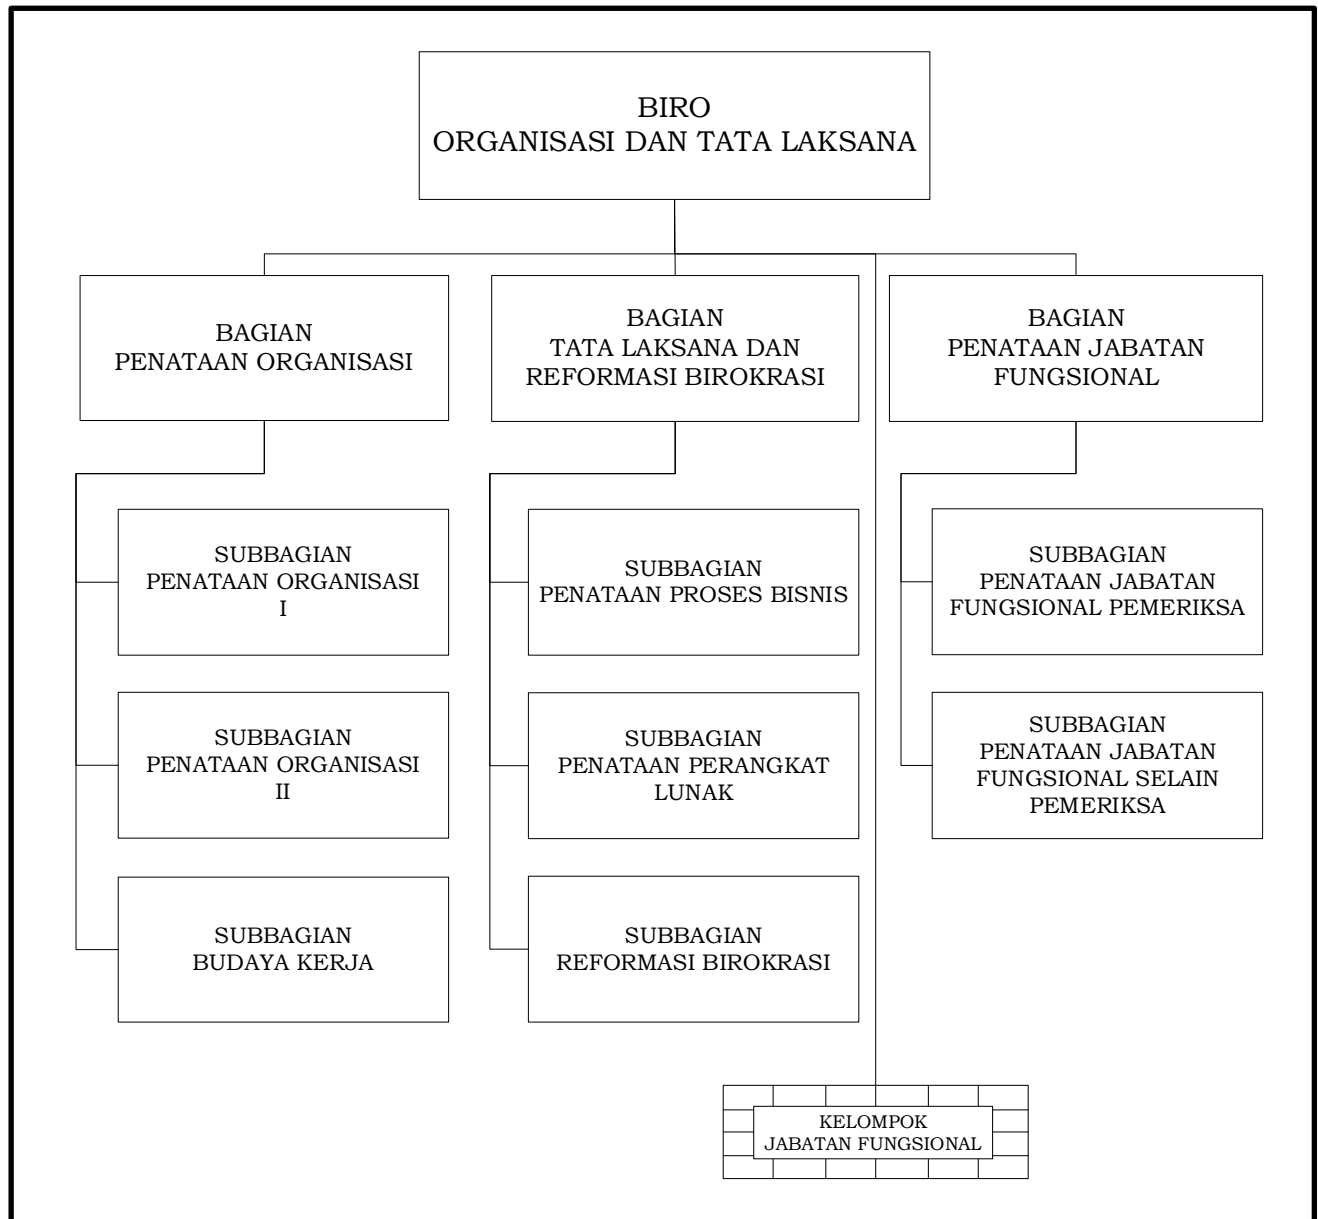 BIRO
ORGANISASI DAN TATA LAKSANA
BAGIAN
PENATAAN ORGANISASI
BAGIAN
TATA LAKSANA DAN
REFORMASI BIROKRASI
BAGIAN
PENATAAN JABATAN
FUNGSIONAL
SUBBAGIAN
PENATAAN ORGANISASI
I
SUBBAGIAN
PENATAAN PROSES BISNIS
SUBBAGIAN
PENATAAN JABATAN
FUNGSIONAL PEMERIKSA
SUBBAGIAN
PENATAAN ORGANISASI
II
SUBBAGIAN
PENATAAN PERANGKAT
LUNAK
SUBBAGIAN
PENATAAN JABATAN
FUNGSIONAL SELAIN
PEMERIKSA
SUBBAGIAN
BUDAYA KERJA
SUBBAGIAN
REFORMASI BIROKRASI
KELOMPOK
JABATAN FUNGSIONAL